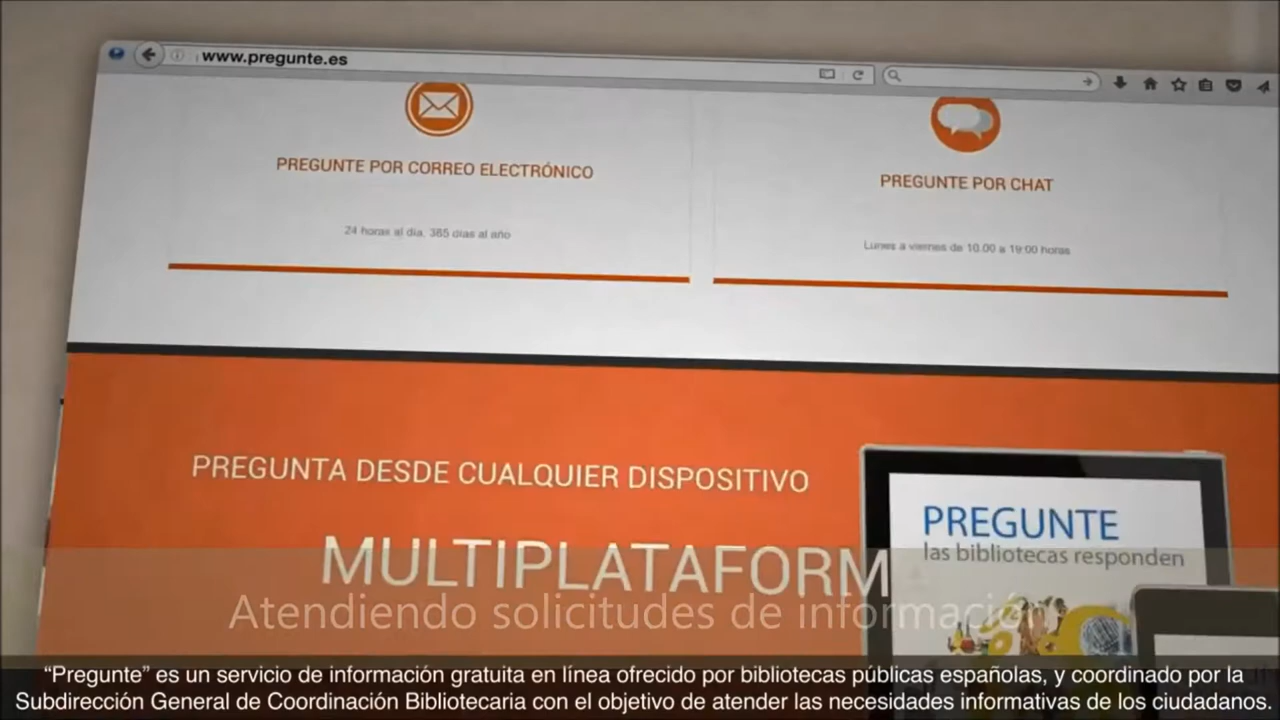 www.pregunte.es
PREGUNTE POR CORREO ELECTRÓNICO
24 horas al día, 365 días al año
PREGUNTE POR CHAT
Lunes a viernes de 10.00 a 19:00 horas
PREGUNTA DESDE CUALQUIER DISPOSITIVO
MULTIPLATAFORM
PREGUNTE
las bibliotecas responden
Atendiendo solicitudes de información
“Pregunte” es un servicio de información gratuita en línea ofrecido por bibliotecas públicas españolas, y coordinado por la
Subdirección General de Coordinación Bibliotecaria con el objetivo de atender las necesidades informativas de los ciudadanos.